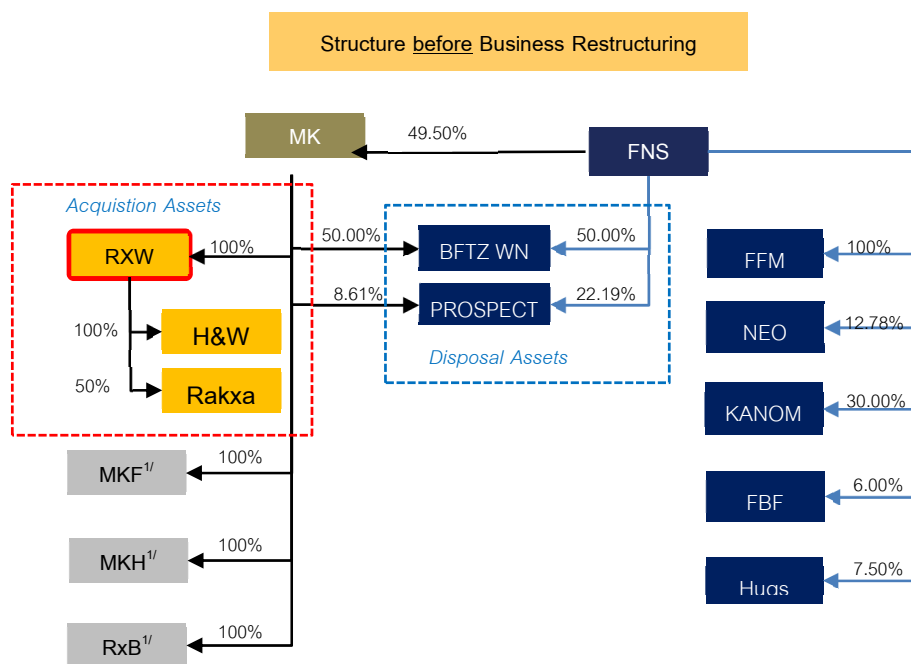 Structure before Business Restructuring
MK
49.50%
FNS
Acquistion Assets
RXW
100%
50.00%
BFTZ WN
50.00%
FFM
100%
8.61%
PROSPECT
22.19%
100%
H&W
NEO
12.78%
Disposal Assets
50%
Rakxa
KANOM
30.00%
MKF1/
100%
FBF
6.00%
MKH1/
100%
Hugs
7.50%
RxB1/
100%